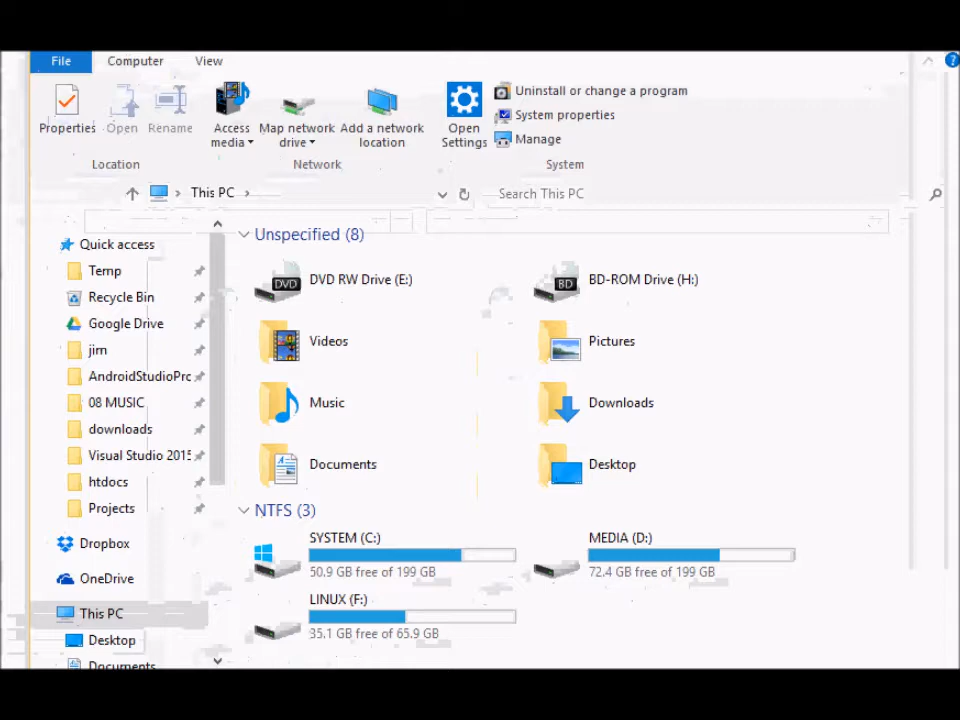 File Computer View
Properties Open Rename Access media Map network drive Add a network location Open Settings Uninstall or change a program
System properties
Manage
Location Network System
This PC Search This PC
Quick access
Temp
Recycle Bin
Google Drive
jim
AndroidStudioPrc
08 MUSIC
downloads
Visual Studio 2015
htdocs
Projects
Dropbox
OneDrive
This PC
Desktop
Documents
Unspecified (8)
DVD RW Drive (E:) BD-ROM Drive (H:)
Videos Pictures
Music Downloads
Documents Desktop
NTFS (3)
SYSTEM (C:) MEDIA (D:)
50.9 GB free of 199 GB 72.4 GB free of 199 GB
LINUX (F:)
35.1 GB free of 65.9 GB
DVD
BD